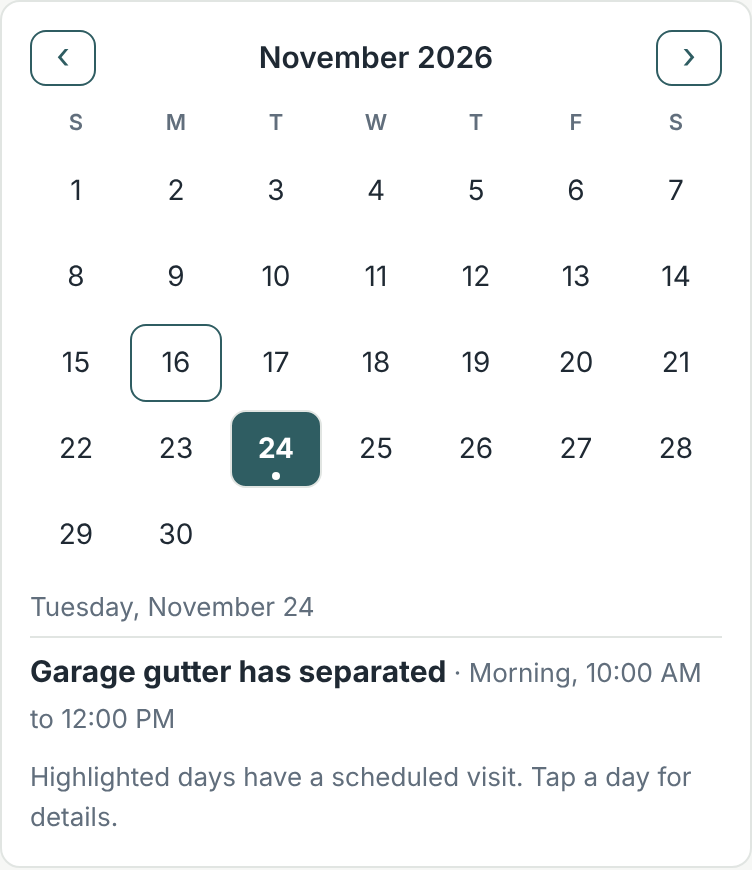 ‹ November 2026 ›
S M T W T F S
1 2 3 4 5 6 7
8 9 10 11 12 13 14
15 16 17 18 19 20 21
22 23 24 25 26 27 28
29 30
Tuesday, November 24
Garage gutter has separated · Morning, 10:00 AM
to 12:00 PM
Highlighted days have a scheduled visit. Tap a day for
details.